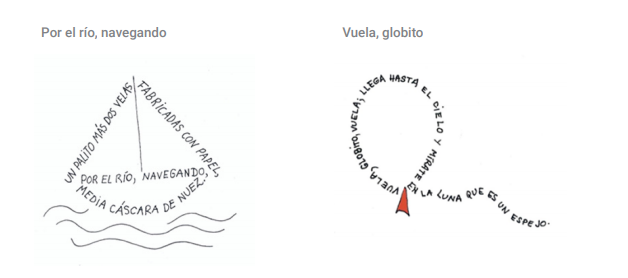 Por el río, navegando
UN PALITO MÁS DOS VELAS
FABRICADAS CON PAPEL,
POR EL RÍO, NAVEGANDO,
MEDIA CÁSCARA DE NUEZ.
Vuela, globito
VUELA, GLOBITO, VUELA; LLEGA HASTA EL CIELO Y MÍRATE EN LA LUNA QUE ES UN ESPEJO.